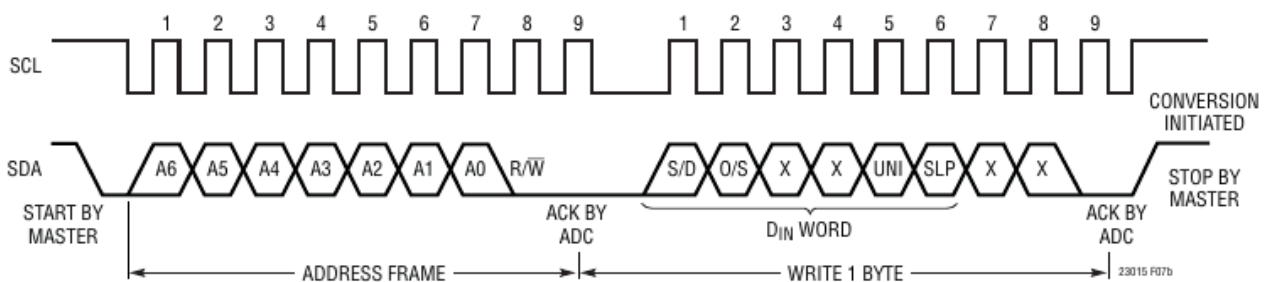 1 2 3 4 5 6 7 8 9 1 2 3 4 5 6 7 8 9
SCL
CONVERSION
INITIATED
SDA A6 A5 A4 A3 A2 A1 A0 R/W̅ S/D O/S X X UNI SLP X X
STOP BY
MASTER
START BY
MASTER
ACK BY
ADC
DIN WORD
ACK BY
ADC
ADDRESS FRAME
WRITE 1 BYTE
23015 F07b